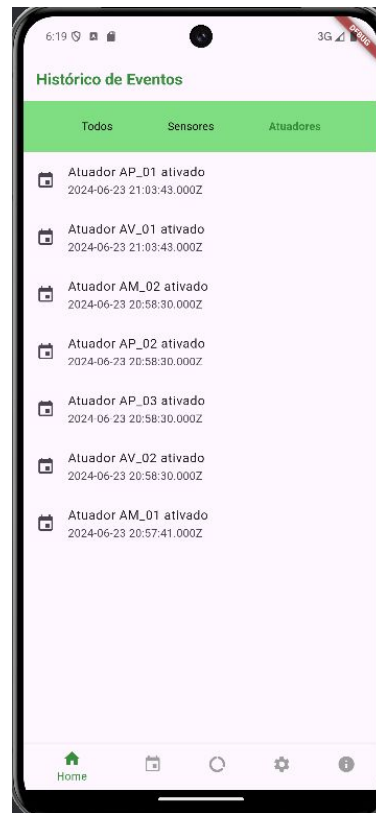 6:19
3G
DEBUG
Histórico de Eventos
Todos Sensores Atuadores
Atuador AP_01 ativado
2024-06-23 21:03:43.000Z
Atuador AV_01 ativado
2024-06-23 21:03:43.000Z
Atuador AM_02 ativado
2024-06-23 20:58:30.000Z
Atuador AP_02 ativado
2024-06-23 20:58:30.000Z
Atuador AP_03 ativado
2024-06-23 20:58:30.000Z
Atuador AV_02 ativado
2024-06-23 20:58:30.000Z
Atuador AM_01 ativado
2024-06-23 20:57:41.000Z
Home